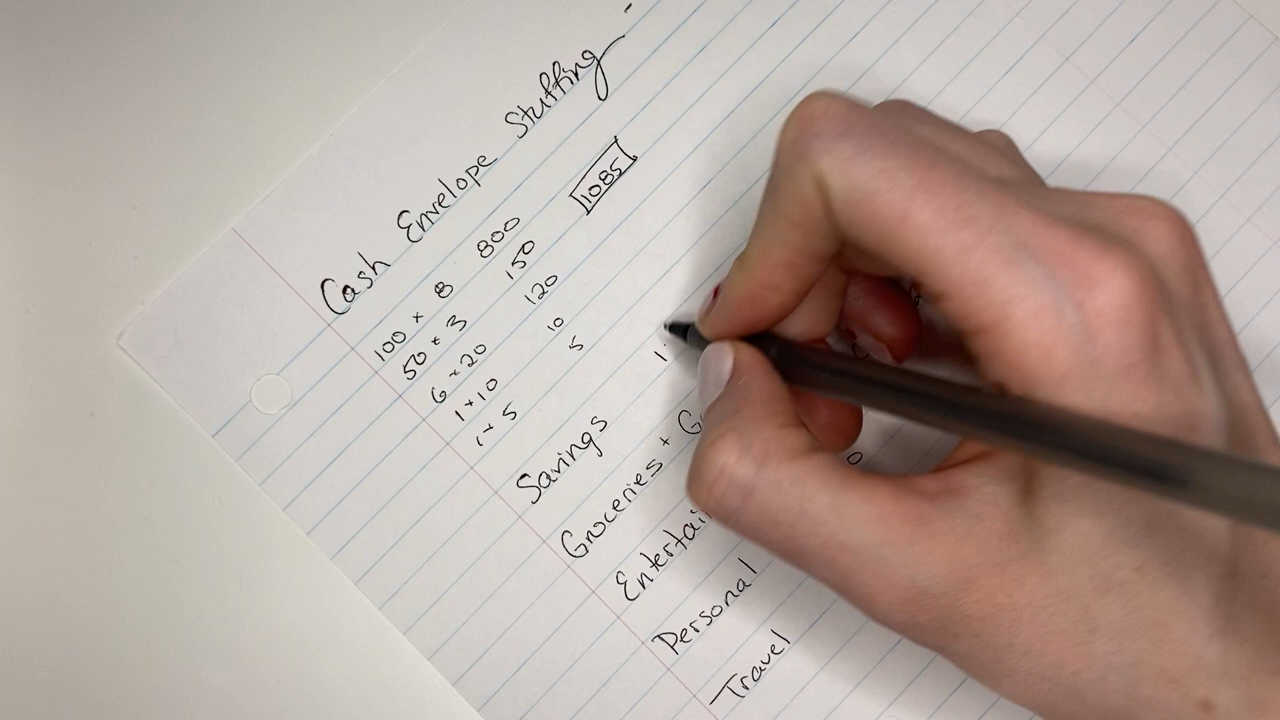 Cash Envelope Stuffing
1085
100 × 8 800
50 × 3 150
6 × 20 120
1 × 10 10
1 × 5 5
Savings
Groceries +
Personal
Travel